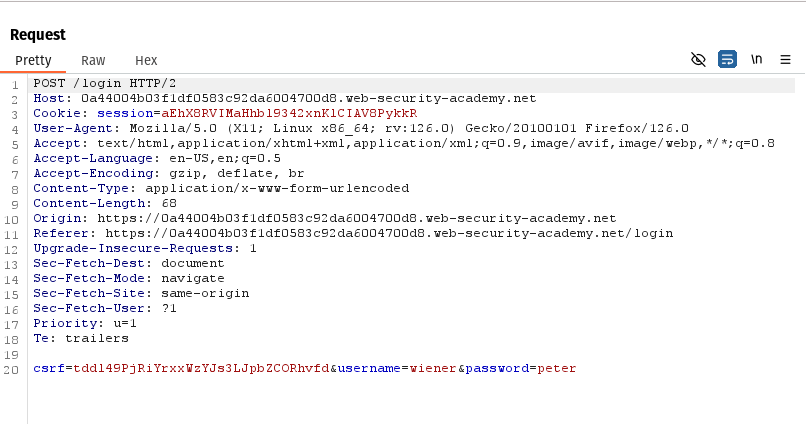 Request
Pretty Raw Hex \n
1 POST /login HTTP/2
2 Host: 0a44004b03f1df0583c92da6004700d8.web-security-academy.net
3 Cookie: session=aEhX8RVIMaHhbl9342xnKlCIAV8PykkR
4 User-Agent: Mozilla/5.0 (X11; Linux x86_64; rv:126.0) Gecko/20100101 Firefox/126.0
5 Accept: text/html,application/xhtml+xml,application/xml;q=0.9,image/avif,image/webp,*/*;q=0.8
6 Accept-Language: en-US,en;q=0.5
7 Accept-Encoding: gzip, deflate, br
8 Content-Type: application/x-www-form-urlencoded
9 Content-Length: 68
10 Origin: https://0a44004b03f1df0583c92da6004700d8.web-security-academy.net
11 Referer: https://0a44004b03f1df0583c92da6004700d8.web-security-academy.net/login
12 Upgrade-Insecure-Requests: 1
13 Sec-Fetch-Dest: document
14 Sec-Fetch-Mode: navigate
15 Sec-Fetch-Site: same-origin
16 Sec-Fetch-User: ?1
17 Priority: u=1
18 Te: trailers
19
20 csrf=tddl49PjRiYrxxWzYJs3LJpbZCORhvfd&username=wiener&password=peter